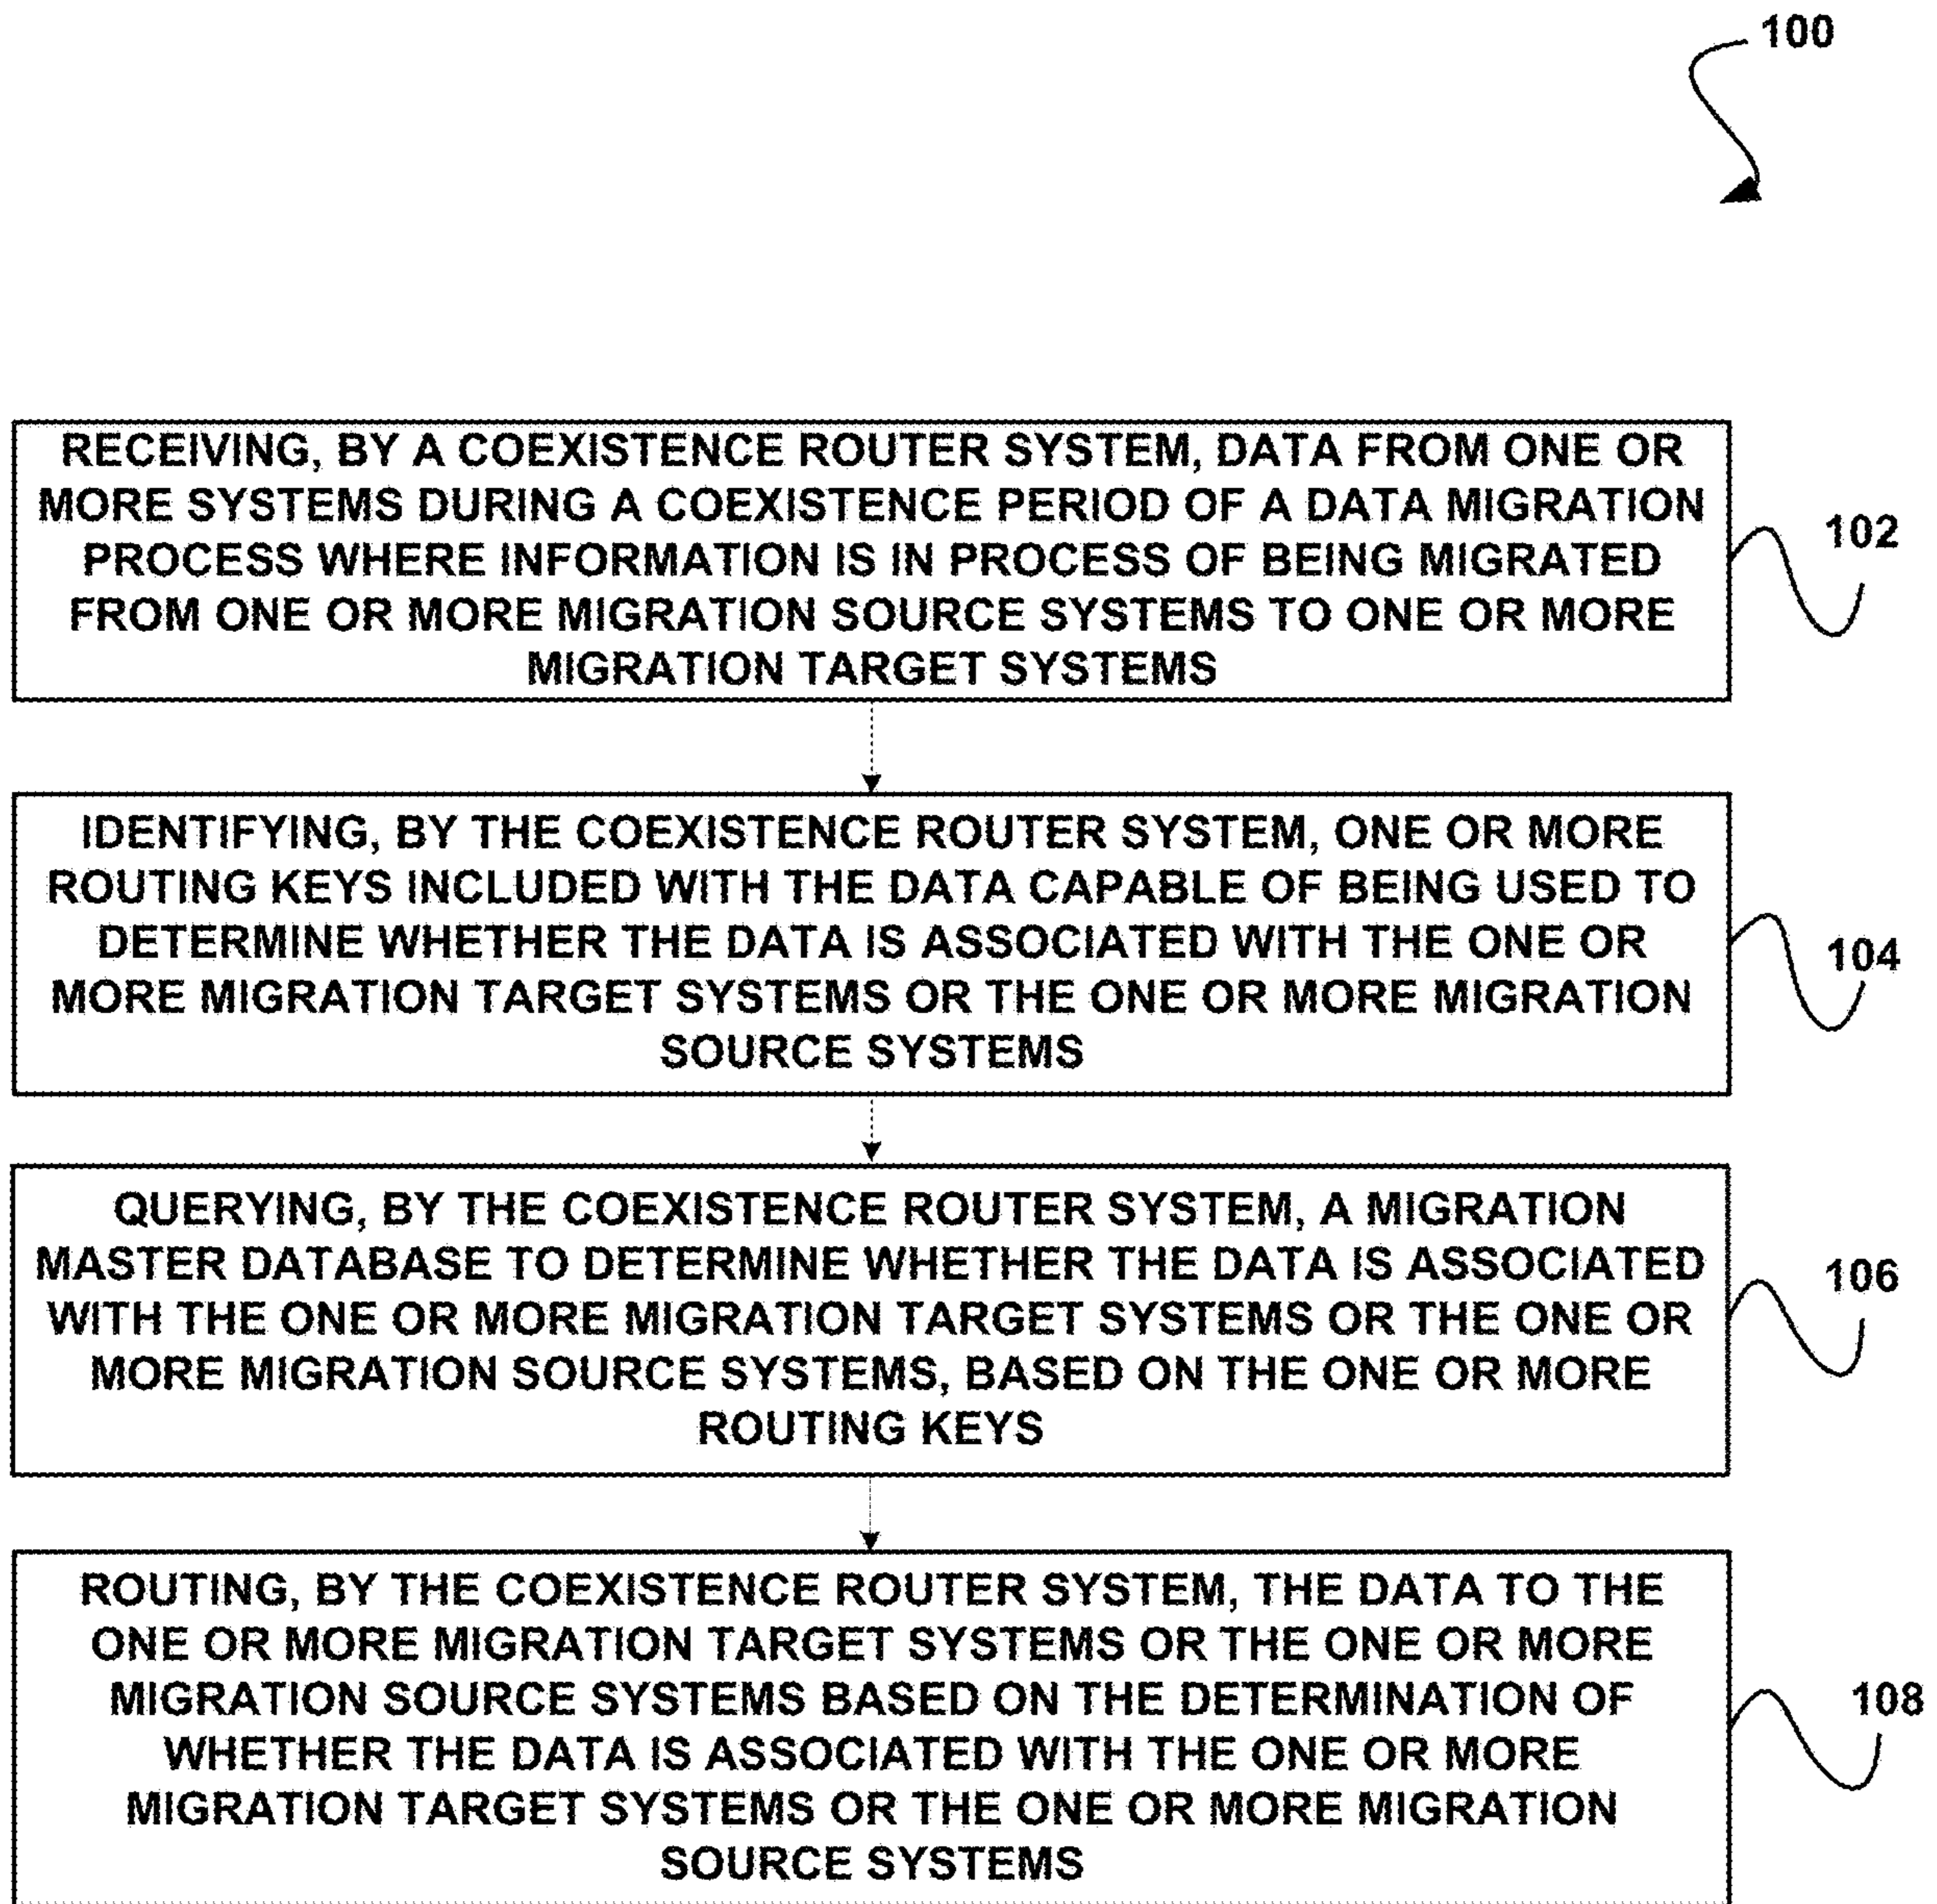 100
RECEIVING, BY A COEXISTENCE ROUTER SYSTEM, DATA FROM ONE OR
MORE SYSTEMS DURING A COEXISTENCE PERIOD OF A DATA MIGRATION
PROCESS WHERE INFORMATION IS IN PROCESS OF BEING MIGRATED
FROM ONE OR MORE MIGRATION SOURCE SYSTEMS TO ONE OR MORE
MIGRATION TARGET SYSTEMS
102
IDENTIFYING, BY THE COEXISTENCE ROUTER SYSTEM, ONE OR MORE
ROUTING KEYS INCLUDED WITH THE DATA CAPABLE OF BEING USED TO
DETERMINE WHETHER THE DATA IS ASSOCIATED WITH THE ONE OR
MORE MIGRATION TARGET SYSTEMS OR THE ONE OR MORE MIGRATION
SOURCE SYSTEMS
104
QUERYING, BY THE COEXISTENCE ROUTER SYSTEM, A MIGRATION
MASTER DATABASE TO DETERMINE WHETHER THE DATA IS ASSOCIATED
WITH THE ONE OR MORE MIGRATION TARGET SYSTEMS OR THE ONE OR
MORE MIGRATION SOURCE SYSTEMS, BASED ON THE ONE OR MORE
ROUTING KEYS
106
ROUTING, BY THE COEXISTENCE ROUTER SYSTEM, THE DATA TO THE
ONE OR MORE MIGRATION TARGET SYSTEMS OR THE ONE OR MORE
MIGRATION SOURCE SYSTEMS BASED ON THE DETERMINATION OF
WHETHER THE DATA IS ASSOCIATED WITH THE ONE OR MORE
MIGRATION TARGET SYSTEMS OR THE ONE OR MORE MIGRATION
SOURCE SYSTEMS
108